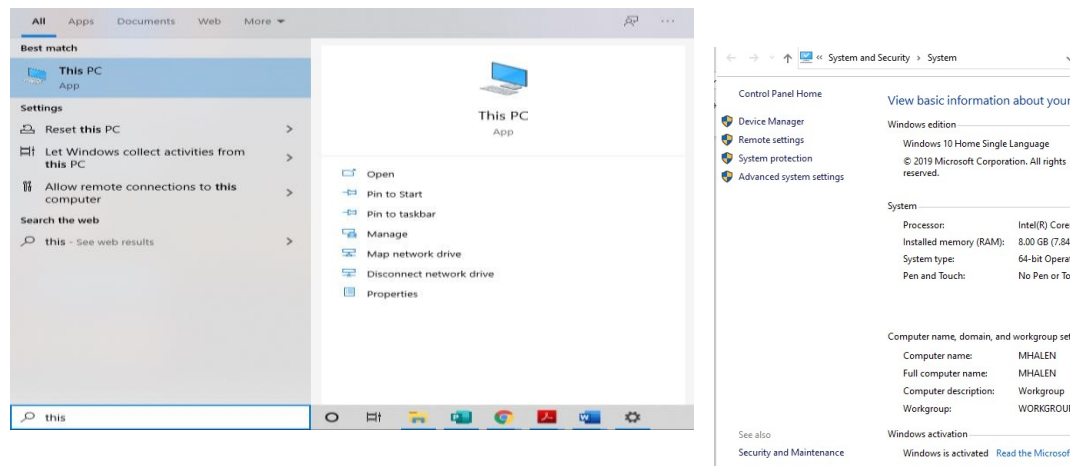 All Apps Documents Web More
Best match
This PC
App
Settings
Reset this PC
Let Windows collect activities from
this PC
Allow remote connections to this
computer
Search the web
this - See web results
this
This PC
App
Open
Pin to Start
Pin to taskbar
Manage
Map network drive
Disconnect network drive
Properties
« System and Security › System
Control Panel Home
Device Manager
Remote settings
System protection
Advanced system settings
See also
Security and Maintenance
View basic information about your
Windows edition
Windows 10 Home Single Language
© 2019 Microsoft Corporation. All rights
reserved.
System
Processor: Intel(R) Core
Installed memory (RAM): 8.00 GB (7.84
System type: 64-bit Operat
Pen and Touch: No Pen or To
Computer name, domain, and workgroup set
Computer name: MHALEN
Full computer name: MHALEN
Computer description: Workgroup
Workgroup: WORKGROU
Windows activation
Windows is activated Read the Microsof